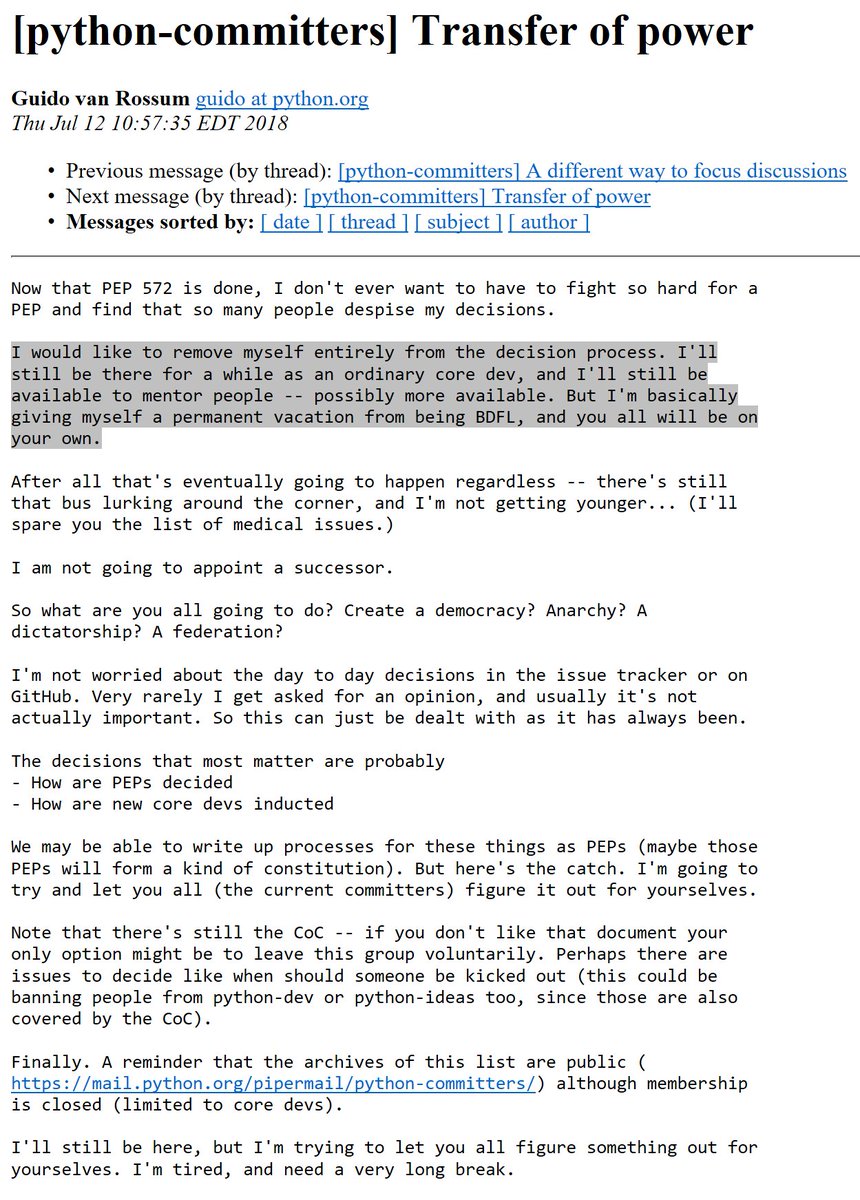 [python-committers] Transfer of power
Guido van Rossum guido at python.org
Thu Jul 12 10:57:35 EDT 2018
• Previous message (by thread): [python-committers] A different way to focus discussions
• Next message (by thread): [python-committers] Transfer of power
• Messages sorted by: [ date ] [ thread ] [ subject ] [ author ]
Now that PEP 572 is done, I don't ever want to have to fight so hard for a
PEP and find that so many people despise my decisions.
I would like to remove myself entirely from the decision process. I'll
still be there for a while as an ordinary core dev, and I'll still be
available to mentor people -- possibly more available. But I'm basically
giving myself a permanent vacation from being BDFL, and you all will be on
your own.
After all that's eventually going to happen regardless -- there's still
that bus lurking around the corner, and I'm not getting younger... (I'll
spare you the list of medical issues.)
I am not going to appoint a successor.
So what are you all going to do? Create a democracy? Anarchy? A
dictatorship? A federation?
I'm not worried about the day to day decisions in the issue tracker or on
GitHub. Very rarely I get asked for an opinion, and usually it's not
actually important. So this can just be dealt with as it has always been.
The decisions that most matter are probably
- How are PEPs decided
- How are new core devs inducted
We may be able to write up processes for these things as PEPs (maybe those
PEPs will form a kind of constitution). But here's the catch. I'm going to
try and let you all (the current committers) figure it out for yourselves.
Note that there's still the CoC -- if you don't like that document your
only option might be to leave this group voluntarily. Perhaps there are
issues to decide like when should someone be kicked out (this could be
banning people from python-dev or python-ideas too, since those are also
covered by the CoC).
Finally. A reminder that the archives of this list are public (
https://mail.python.org/pipermail/python-committers/) although membership
is closed (limited to core devs).
I'll still be here, but I'm trying to let you all figure something out for
yourselves. I'm tired, and need a very long break.